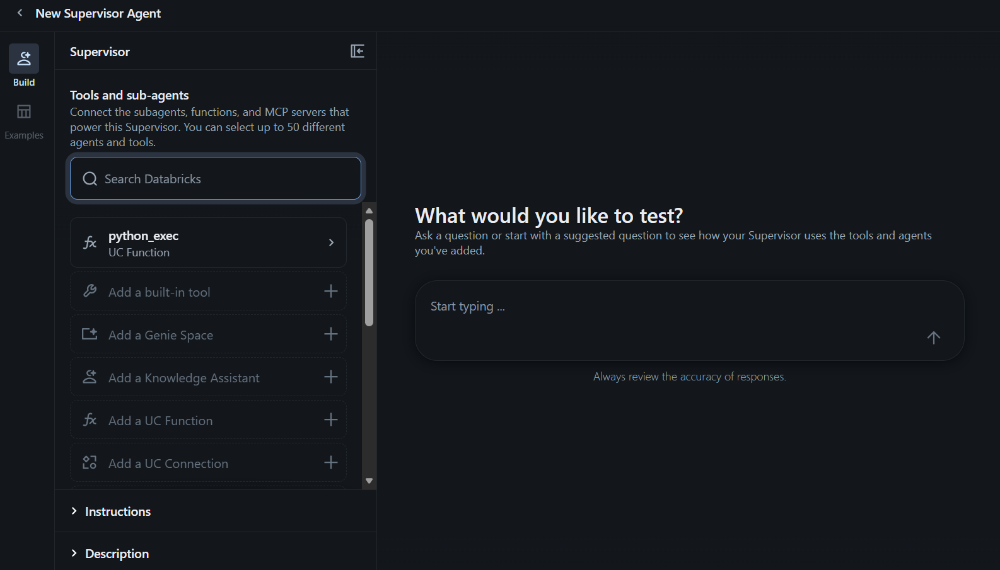 New Supervisor Agent
Build
Examples
Supervisor
Tools and sub-agents
Connect the subagents, functions, and MCP servers that
power this Supervisor. You can select up to 50 different
agents and tools.
Search Databricks
python_exec
UC Function
Add a built-in tool
Add a Genie Space
Add a Knowledge Assistant
Add a UC Function
Add a UC Connection
Instructions
Description
What would you like to test?
Ask a question or start with a suggested question to see how your Supervisor uses the tools and agents
you've added.
Start typing ...
Always review the accuracy of responses.